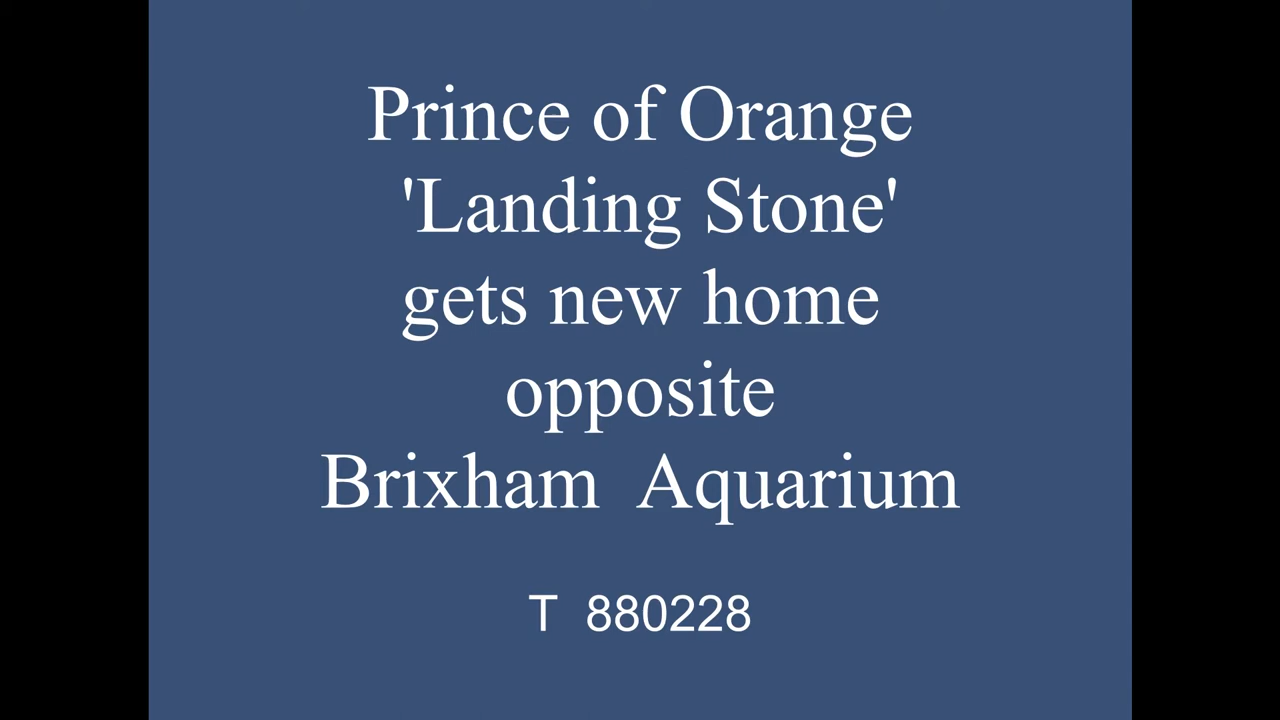 Prince of Orange
'Landing Stone'
gets new home
opposite
Brixham Aquarium
T 880228